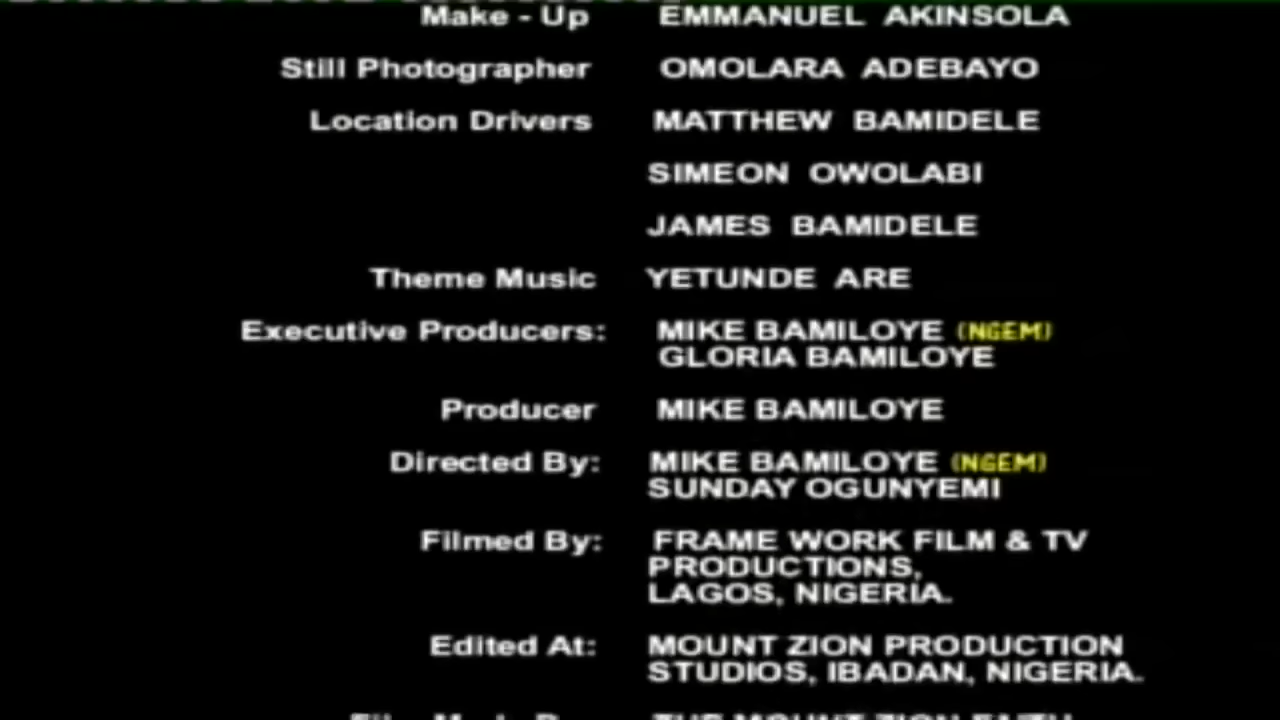 Make - Up EMMANUEL AKINSOLA
Still Photographer OMOLARA ADEBAYO
Location Drivers MATTHEW BAMIDELE
SIMEON OWOLABI
JAMES BAMIDELE
Theme Music YETUNDE ARE
Executive Producers: MIKE BAMILOYE (NGEM)
GLORIA BAMILOYE
Producer MIKE BAMILOYE
Directed By: MIKE BAMILOYE (NGEM)
SUNDAY OGUNYEMI
Filmed By: FRAME WORK FILM & TV
PRODUCTIONS,
LAGOS, NIGERIA.
Edited At: MOUNT ZION PRODUCTION
STUDIOS, IBADAN, NIGERIA.